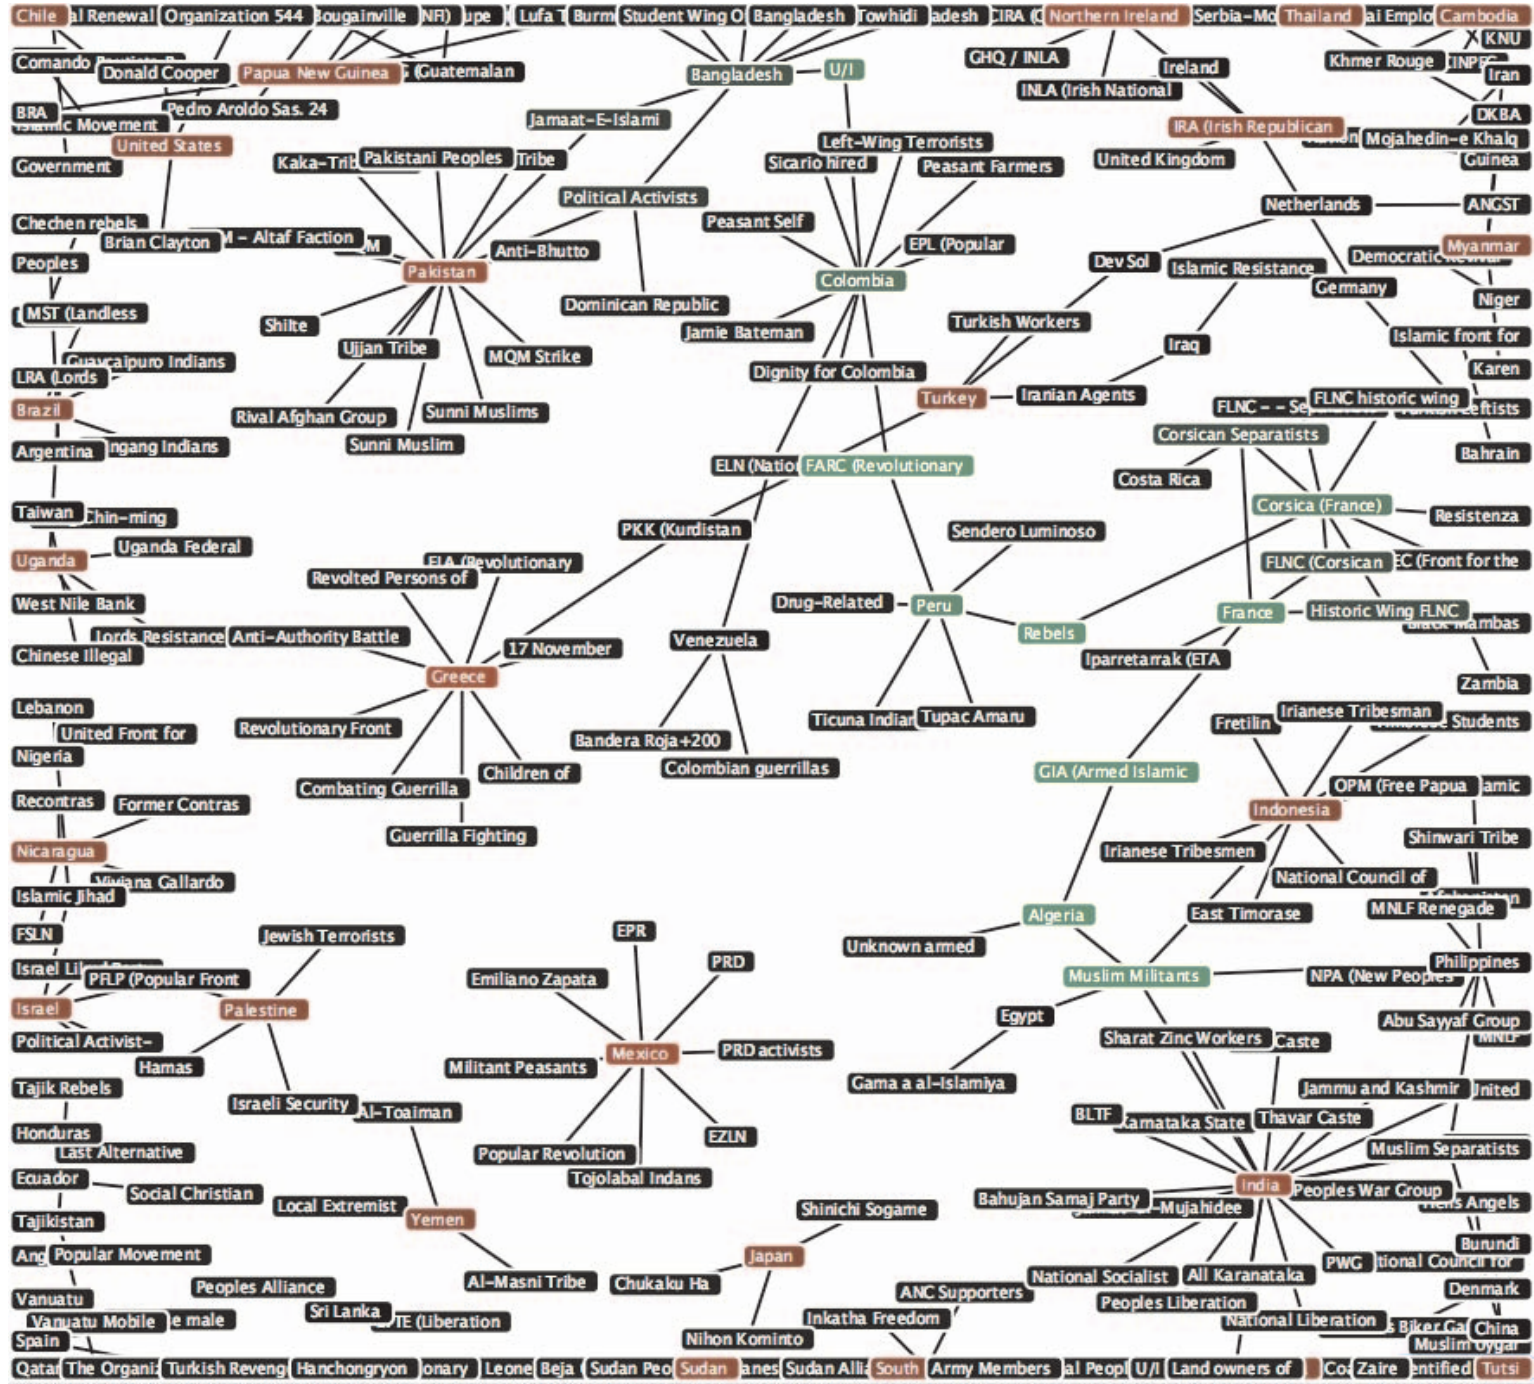 Chile
al Renewal
Organization 544
Bougainville
NFI)
upe
Lufa T
Burm
Student Wing O
Bangladesh
Towhidi
adesh
CIRA (C
Northern Ireland
Serbia-Mo
Thailand
ai Emplo
Cambodia
KNU
Comando
Donald Cooper
Papua New Guinea
(Guatemalan
Bangladesh
U/I
GHQ / INLA
Ireland
Khmer Rouge
Iran
INLA (Irish National
BRA
Pedro Aroldo Sas. 24
Islamic Movement
Jamaat-E-Islami
IRA (Irish Republican
DKBA
Mojahedin-e Khalq
United States
Government
Kaka-Trib
Pakistani Peoples
Tribe
Left-Wing Terrorists
Sicario hired
Peasant Farmers
United Kingdom
Guinea
Political Activists
Netherlands
ANGST
Chechen rebels
Brian Clayton
M - Altaf Faction
QM
Anti-Bhutto
Peasant Self
EPL (Popular
Myanmar
Democratic Revival
Peoples
Pakistan
Colombia
Dev Sol
Islamic Resistance
Germany
Niger
MST (Landless
Shiite
Dominican Republic
Jamie Bateman
Turkish Workers
Islamic front for
Ujjan Tribe
MQM Strike
Iraq
Guaycaipuro Indians
LRA (Lords
Dignity for Colombia
Karen
Brazil
Rival Afghan Group
Sunni Muslims
Turkey
Iranian Agents
FLNC - - Sep
FLNC historic wing
Turkish Leftists
Argentina
ngang Indians
Sunni Muslim
Corsican Separatists
Bahrain
ELN (Natio
FARC (Revolutionary
Costa Rica
Taiwan
Chin-ming
PKK (Kurdistan
Sendero Luminoso
Corsica (France)
Resistenza
Uganda
Uganda Federal
ELA (Revolutionary
Revolted Persons of
FLNC (Corsican
EC (Front for the
West Nile Bank
Drug-Related
Peru
Rebels
France
Historic Wing FLNC
Black Mambas
Lords Resistance
Anti-Authority Battle
17 November
Venezuela
Chinese Illegal
Greece
Iparretarrak (ETA
Zambia
Lebanon
United Front for
Revolutionary Front
Bandera Roja+200
Ticuna Indian
Tupac Amaru
Fretilin
Irianese Tribesman
Students
Nigeria
Children of
Colombian guerrillas
GIA (Armed Islamic
Recontras
Former Contras
Combating Guerrilla
Indonesia
OPM (Free Papua
amic
Guerrilla Fighting
Shinwari Tribe
Nicaragua
Irianese Tribesmen
Viviana Gallardo
National Council of
Islamic Jihad
Afghanistan
Algeria
East Timorase
MNLF Renegade
FSLN
Jewish Terrorists
EPR
Unknown armed
Israel Likud Party
PFLP (Popular Front
Emiliano Zapata
PRD
Muslim Militants
NPA (New Peoples
Philippines
Israel
Palestine
Egypt
Abu Sayyaf Group
MNLF
Political Activist-
Hamas
Militant Peasants
Mexico
PRD activists
Sharat Zinc Workers
Caste
Tajik Rebels
Israeli Security
Al-Toaiman
Gama a al-Islamiya
Jammu and Kashmir
United
BLTF
Karnataka State
Thavar Caste
Honduras
Last Alternative
Popular Revolution
EZLN
Muslim Separatists
Ecuador
Social Christian
Tojolabal Indans
India
Bahujan Samaj Party
-Mujahidee
Peoples War Group
Hells Angels
Local Extremist
Yemen
Shinichi Sogame
Tajikistan
Ang
Popular Movement
Japan
Burundi
PWG
tional Council for
Peoples Alliance
Al-Masni Tribe
Chukaku Ha
National Socialist
All Karanataka
Denmark
Vanuatu
Sri Lanka
ANC Supporters
Peoples Liberation
Vanuatu Mobile
e male
TE (Liberation
Inkatha Freedom
National Liberation
s Biker Ga
China
Spain
Nihon Kominto
Muslim Uygar
Qatar
The Organiz
Turkish Reveng
Hanchongryon
onary
Leone
Beja
Sudan Peo
Sudan
anes
Sudan Allia
South
Army Members
al Peopl
U/I
Land owners of
Coa
Zaire
entified
Tutsi